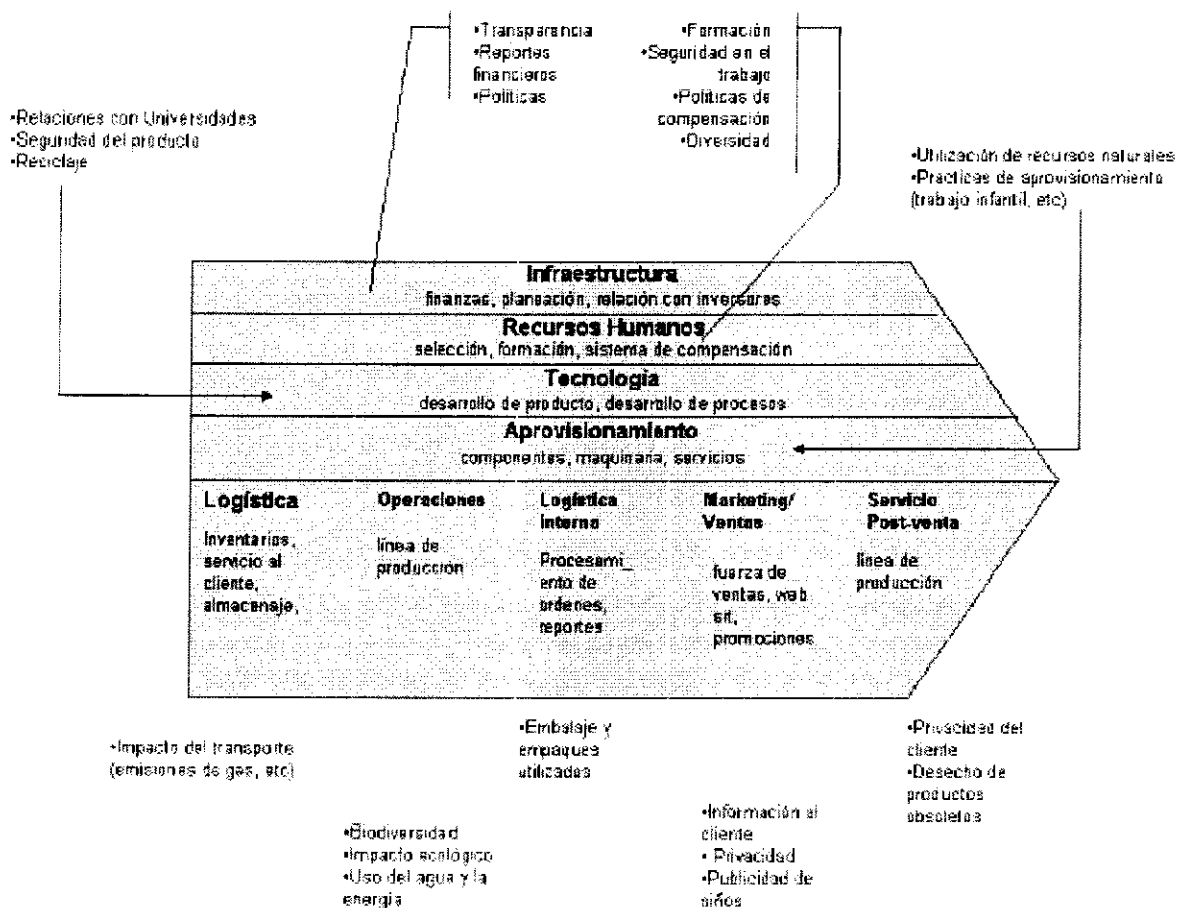 •Transparencia
•Reportes
financieros
•Políticas
•Formación
•Seguridad en el
trabajo
•Políticas de
compensación
•Diversidad
•Relaciones con Universidades
•Seguridad del producto
•Reciclaje
•Utilización de recursos naturales
•Practicas de aprovisionamiento
(trabajo infantil, etc)
Infraestructura
finanzas, planeación, relación con inversores
Recursos Humanos
selección, formación, sistema de compensación
Tecnología
desarrollo de producto, desarrollo de procesos
Aprovisionamiento
componentes, maquinaria, servicios
Logística
Inventarios,
servicio al
cliente,
almacenaje,
Operaciones
línea de
producción
Logística
Interna
Procesami_
ento de
ordenes,
reportes
Marketing/
Ventas
fuerza de
ventas, web
sit,
promociones
Servicio
Post-venta
línea de
producción
•Impacto del transporte
(emisiones de gas, etc)
•Biodiversidad
•Impacto ecológico
•Uso del agua y la
energía
•Embalaje y
empaques
utilizados
•Información al
cliente
• Privacidad
•Publicidad de
niños
•Privacidad del
cliente
•Desecho de
productos
obsoletos